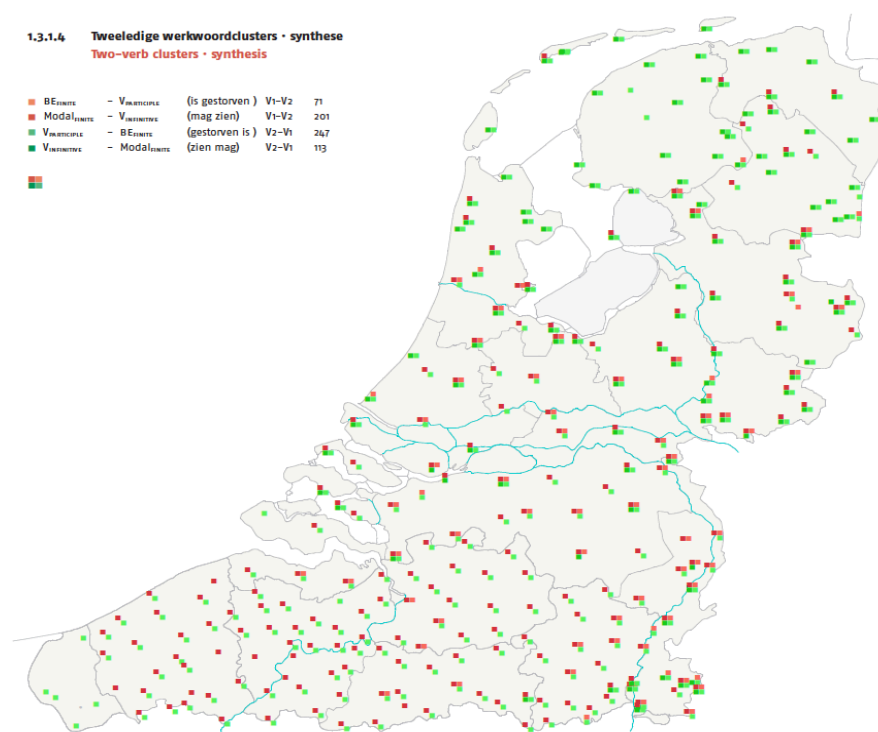 1.3.1.4 Tweeledige werkwoordclusters · synthese
Two-verb clusters · synthesis
BEFINITE – VPARTICIPLE (is gestorven ) V1-V2 71
ModalFINITE – VINFINITIVE (mag zien) V1-V2 201
VPARTICIPLE – BEFINITE (gestorven is ) V2-V1 247
VINFINITIVE – ModalFINITE (zien mag) V2-V1 113